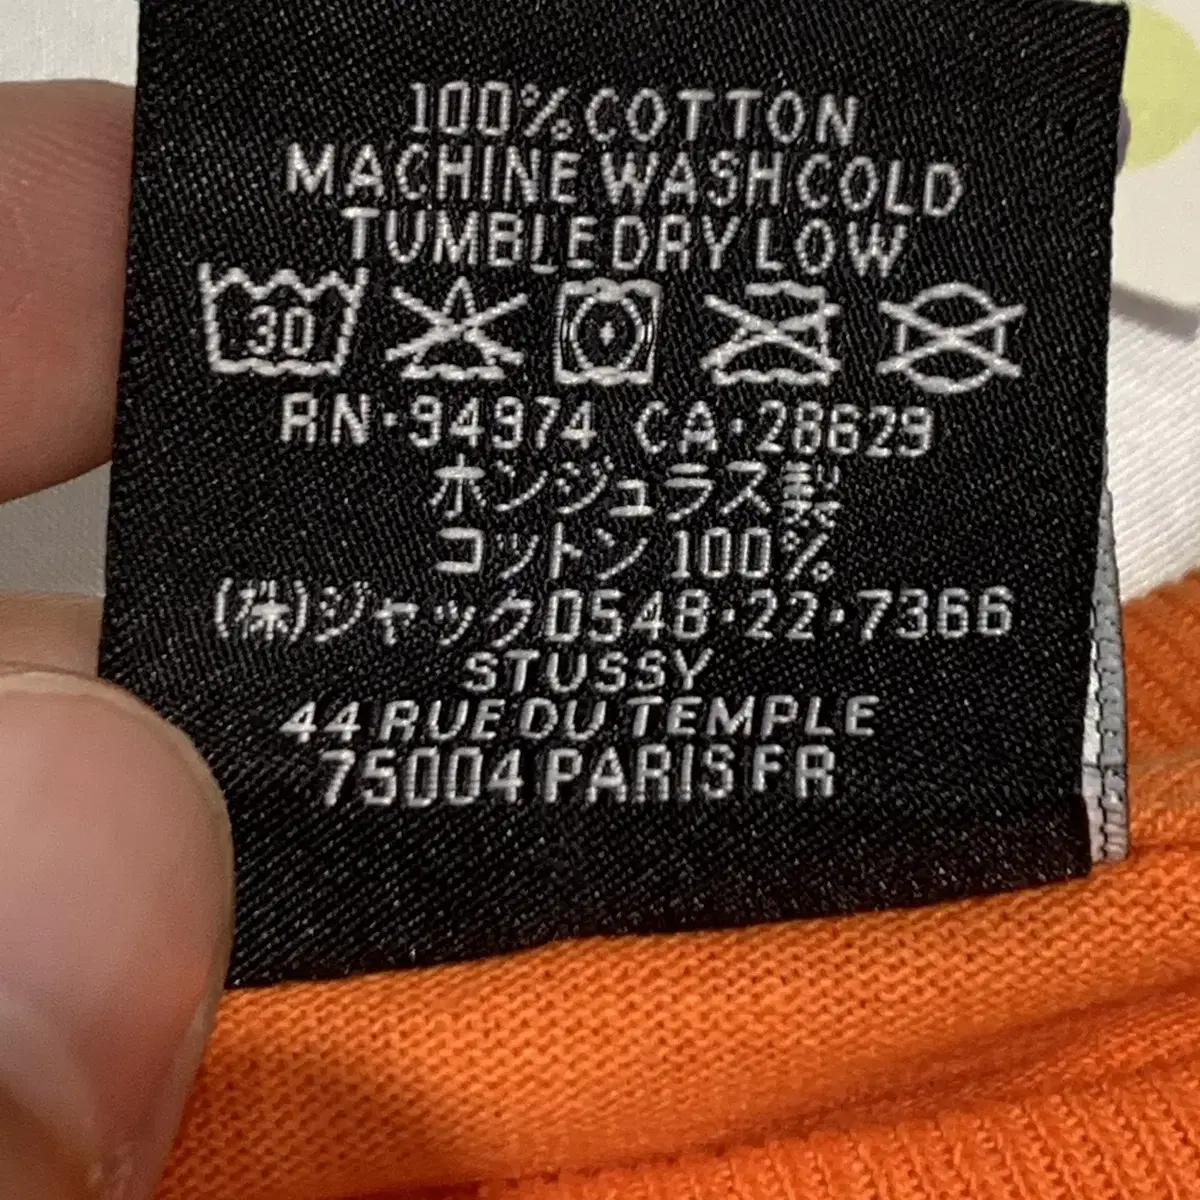 100% COTTON
MACHINE WASH COLD
TUMBLE DRY LOW
30
RN·94974 CA·28629
ホンジュラス製
コットン 100%
(株)ジャック0548·22·7366
STUSSY
44 RUE DU TEMPLE
75004 PARIS FR